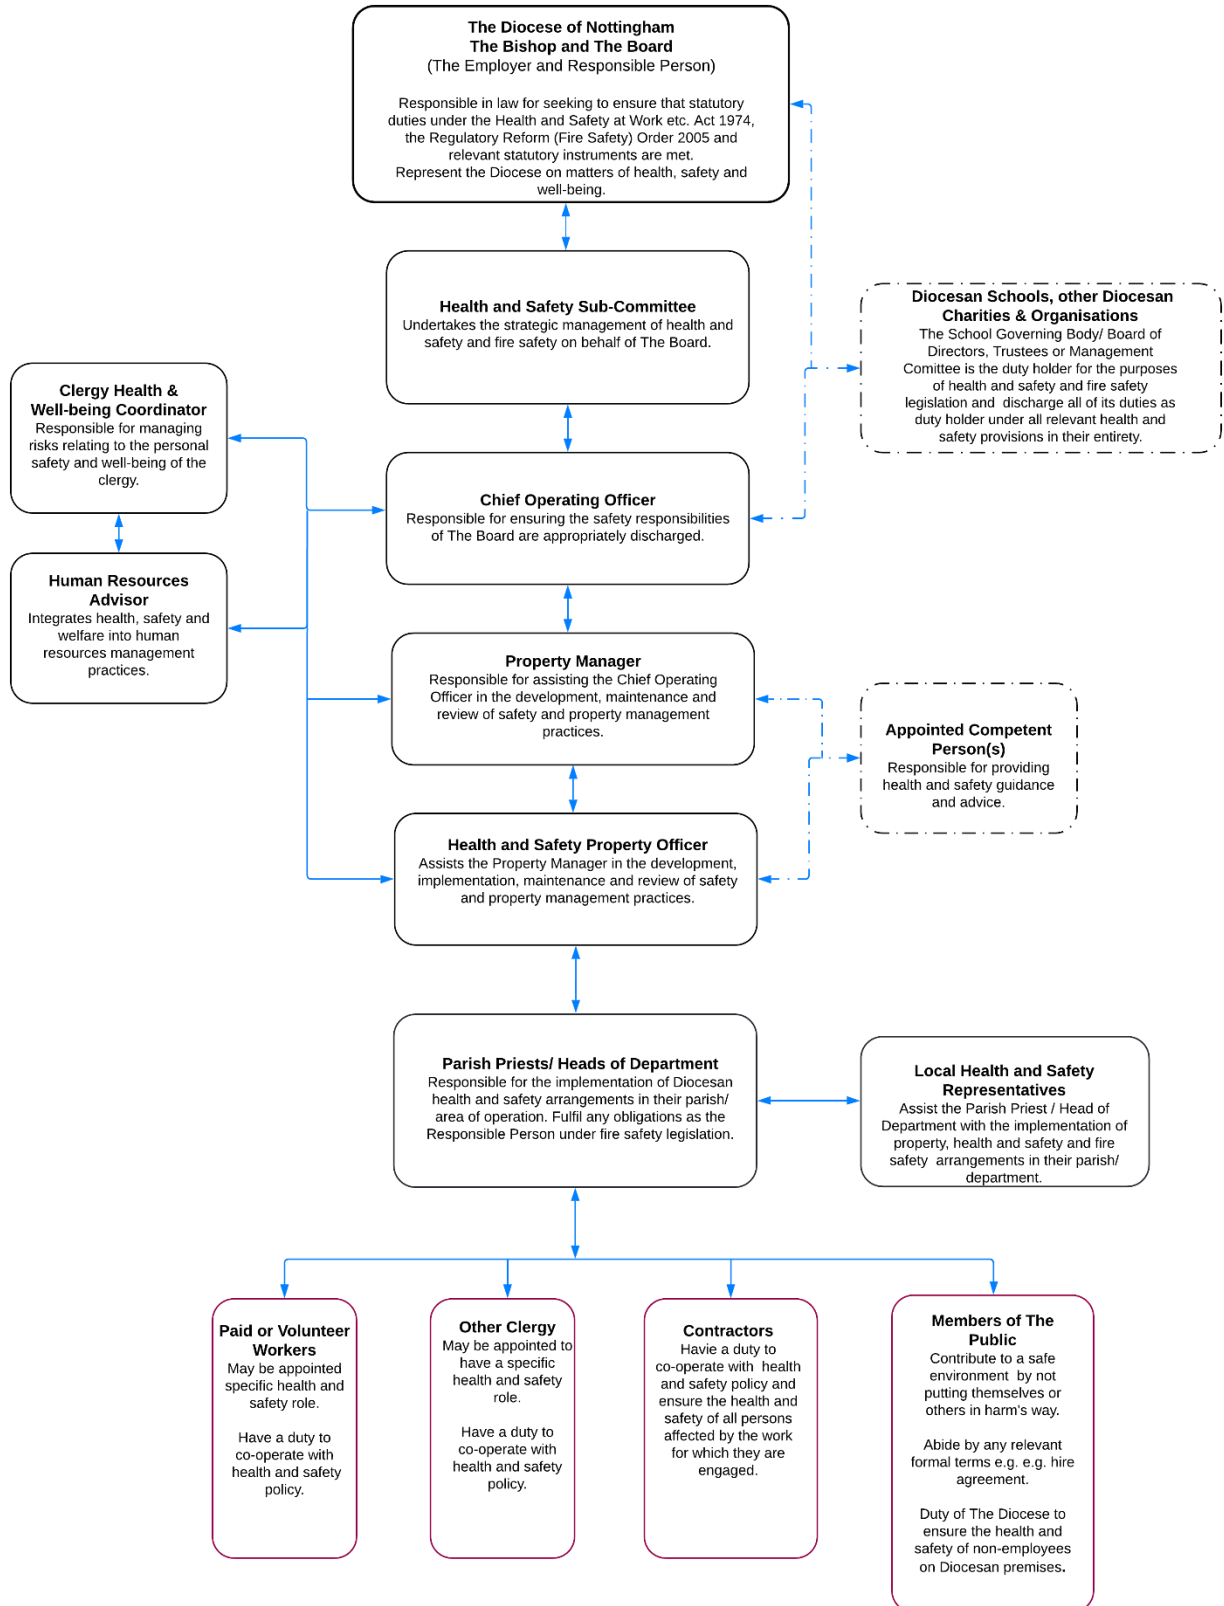 The Diocese of Nottingham
The Bishop and The Board
(The Employer and Responsible Person)
Responsible in law for seeking to ensure that statutory
duties under the Health and Safety at Work etc. Act 1974,
the Regulatory Reform (Fire Safety) Order 2005 and
relevant statutory instruments are met.
Represent the Diocese on matters of health, safety and
well-being.
Health and Safety Sub-Committee
Undertakes the strategic management of health and
safety and fire safety on behalf of The Board.
Diocesan Schools, other Diocesan
Charities & Organisations
The School Governing Body/ Board of
Directors, Trustees or Management
Comittee is the duty holder for the purposes
of health and safety and fire safety
legislation and  discharge all of its duties as
duty holder under all relevant health and
safety provisions in their entirety.
Clergy Health &
Well-being Coordinator
Responsible for managing
risks relating to the personal
safety and well-being of the
clergy.
Chief Operating Officer
Responsible for ensuring the safety responsibilities
of The Board are appropriately discharged.
Human Resources
Advisor
Integrates health, safety and
welfare into human
resources management
practices.
Property Manager
Responsible for assisting the Chief Operating
Officer in the development, maintenance and
review of safety and property management
practices.
Appointed Competent
Person(s)
Responsible for providing
health and safety guidance
and advice.
Health and Safety Property Officer
Assists the Property Manager in the development,
implementation, maintenance and review of safety
and property management practices.
Parish Priests/ Heads of Department
Responsible for the implementation of Diocesan
health and safety arrangements in their parish/
area of operation. Fulfil any obligations as the
Responsible Person under fire safety legislation.
Local Health and Safety
Representatives
Assist the Parish Priest / Head of
Department with the implementation of
property, health and safety and fire
safety  arrangements in their parish/
department.
Paid or Volunteer
Workers
May be appointed
specific health and
safety role.
Have a duty to
co-operate with
health and safety
policy.
Other Clergy
May be appointed to
have a specific
health and safety
role.
Have a duty to
co-operate with
health and safety
policy.
Contractors
Havie a duty to
co-operate with  health
and safety policy and
ensure the health and
safety of all persons
affected by the work
for which they are
engaged.
Members of The
Public
Contribute to a safe
environment  by not
putting themselves or
others in harm's way.
Abide by any relevant
formal terms e.g. e.g. hire
agreement.
Duty of The Diocese to
ensure the health and
safety of non-employees
on Diocesan premises.